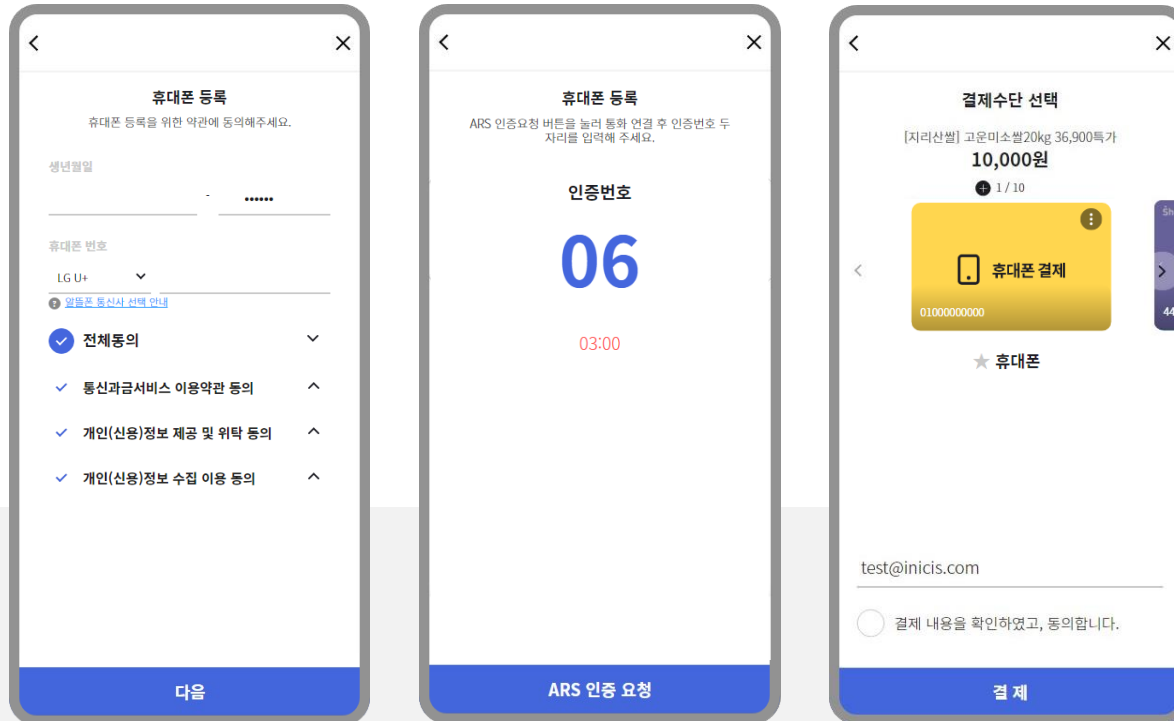 휴대폰 등록
휴대폰 등록을 위한 약관에 동의해주세요.
생년월일
- ••••••
휴대폰 번호
LG U+
? 알뜰폰 통신사 선택 안내
전체동의
통신과금서비스 이용약관 동의
개인(신용)정보 제공 및 위탁 동의
개인(신용)정보 수집 이용 동의
다음
휴대폰 등록
ARS 인증요청 버튼을 눌러 통화 연결 후 인증번호 두
자리를 입력해 주세요.
인증번호
06
03:00
ARS 인증 요청
결제수단 선택
[지리산쌀] 고운미소쌀20kg 36,900특가
10,000원
1 / 10
휴대폰 결제
01000000000
Sh
44
★ 휴대폰
test@inicis.com
결제 내용을 확인하였고, 동의합니다.
결 제